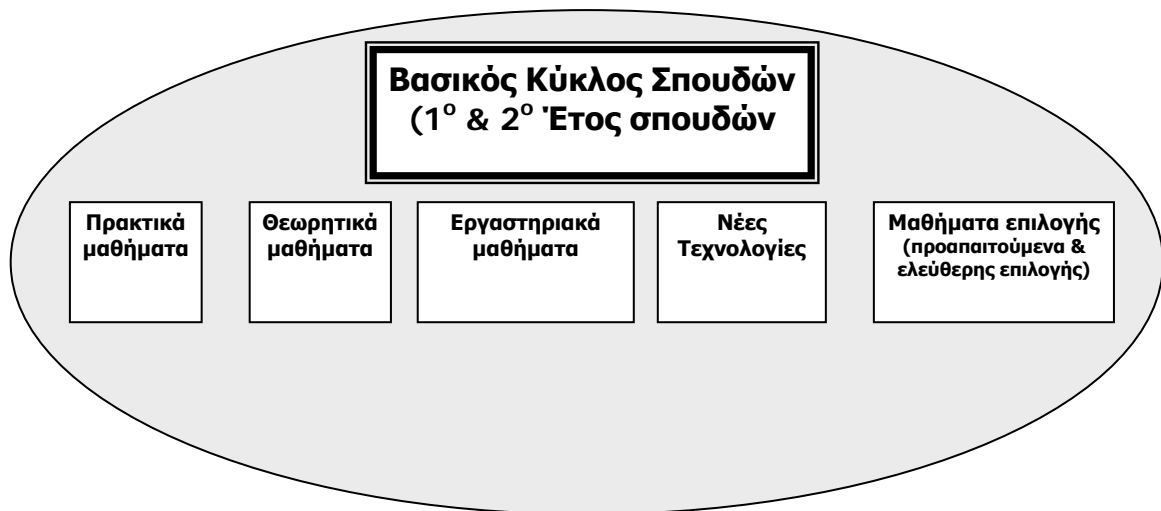 Βασικός Κύκλος Σπουδών
(1ο & 2ο Έτος σπουδών
Πρακτικά
μαθήματα
Θεωρητικά
μαθήματα
Εργαστηριακά
μαθήματα
Νέες
Τεχνολογίες
Μαθήματα επιλογής
(προαπαιτούμενα &
ελεύθερης επιλογής)